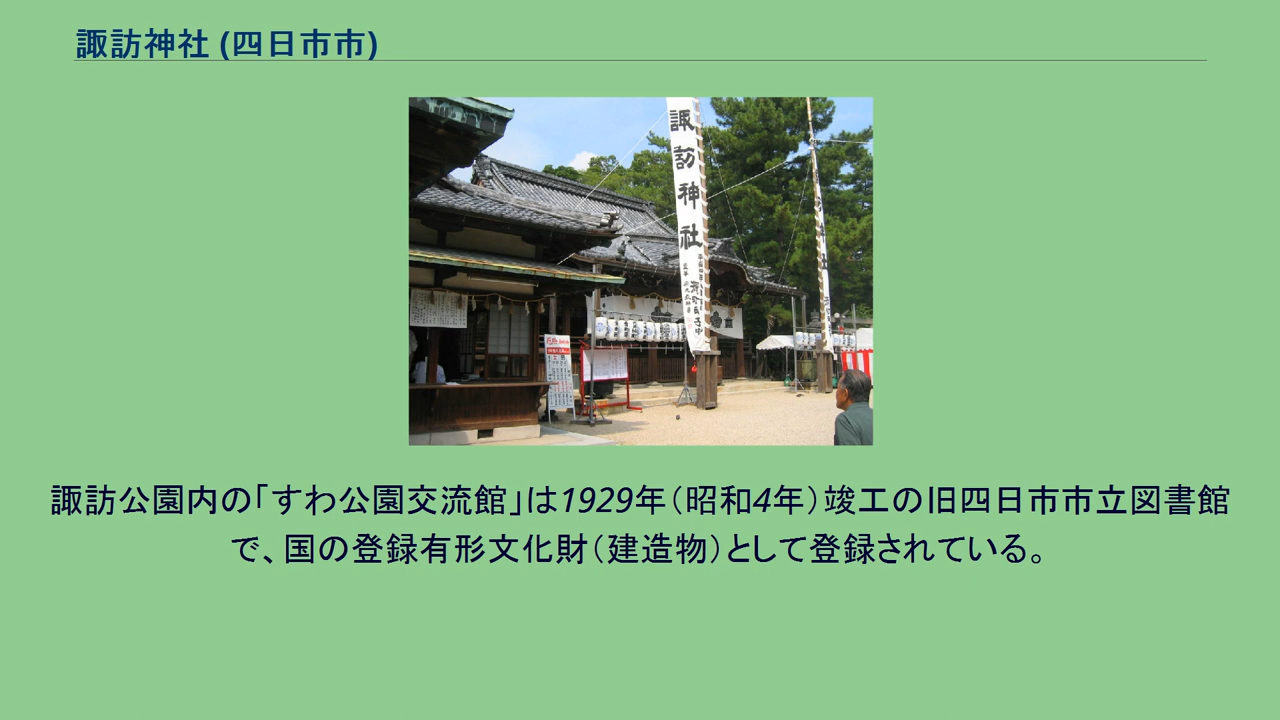 諏訪神社 (四日市市)
諏訪神社
諏訪公園内の「すわ公園交流館」は1929年（昭和4年）竣工の旧四日市市立図書館
で、国の登録有形文化財（建造物）として登録されている。